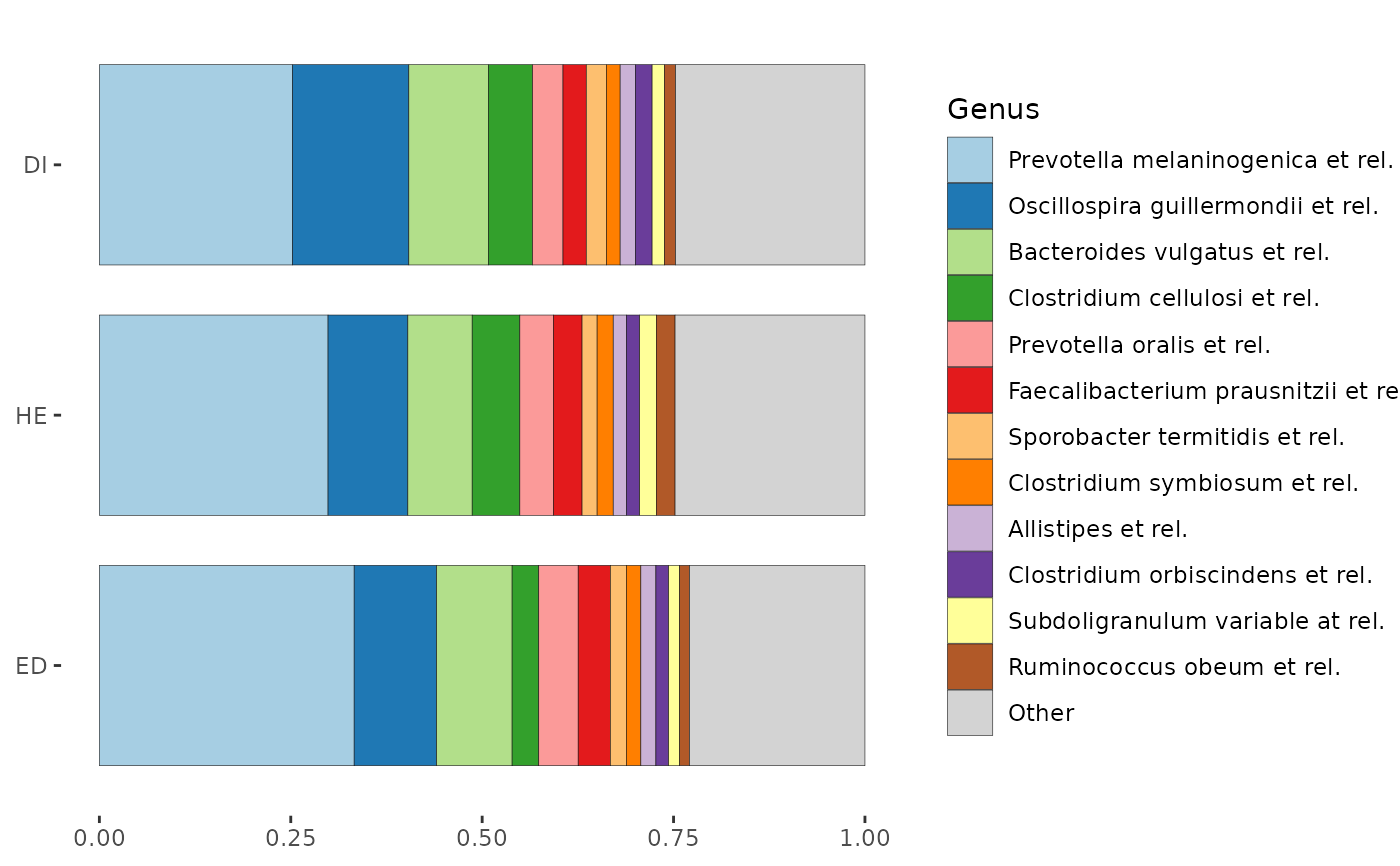 DI
HE
ED
0.00 0.25 0.50 0.75 1.00
Genus
Prevotella melaninogenica et rel.
Oscillospira guillermondii et rel.
Bacteroides vulgatus et rel.
Clostridium cellulosi et rel.
Prevotella oralis et rel.
Faecalibacterium prausnitzii et re
Sporobacter termitidis et rel.
Clostridium symbiosum et rel.
Allistipes et rel.
Clostridium orbiscindens et rel.
Subdoligranulum variable at rel.
Ruminococcus obeum et rel.
Other